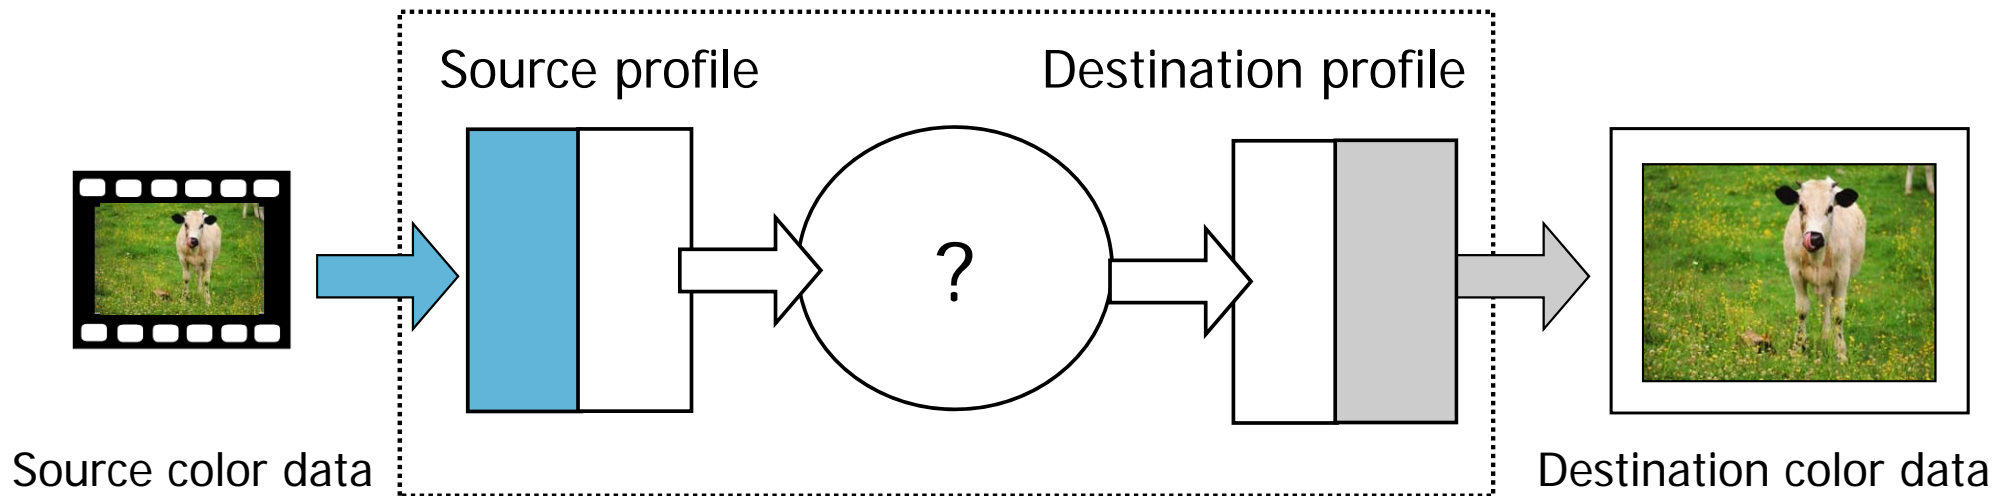 Source profile
Destination profile
?
Source color data
Destination color data